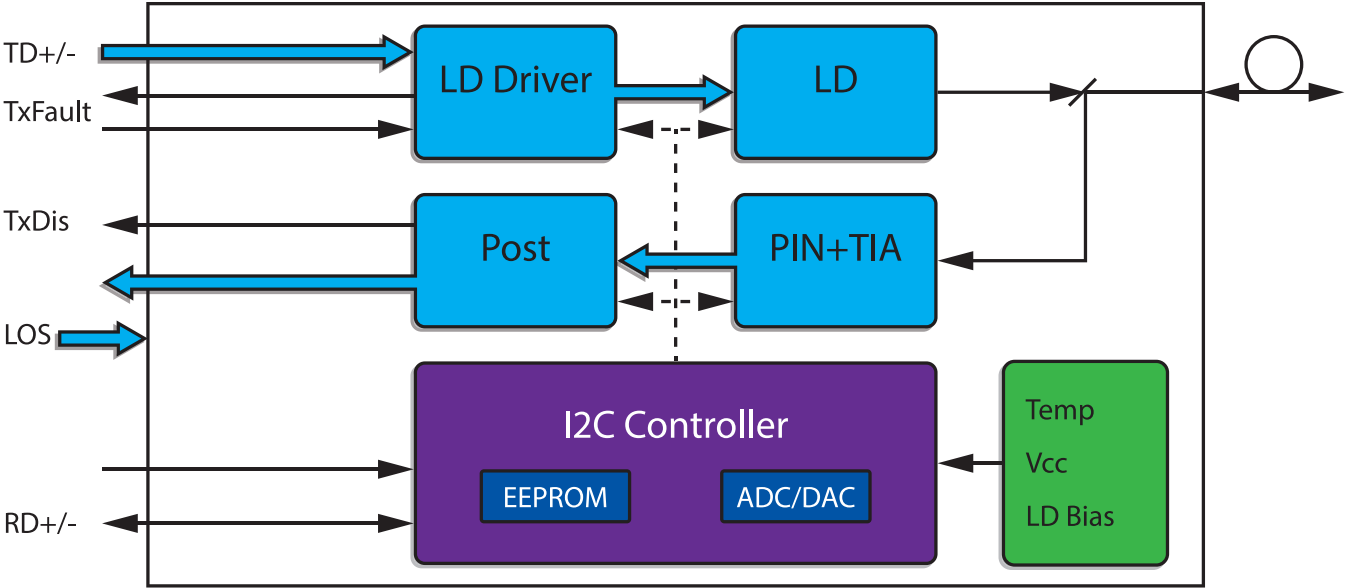 TD+/-
TxFault
TxDis
LOS
RD+/-
LD Driver
LD
Post
PIN+TIA
I2C Controller
EEPROM
ADC/DAC
Temp
Vcc
LD Bias